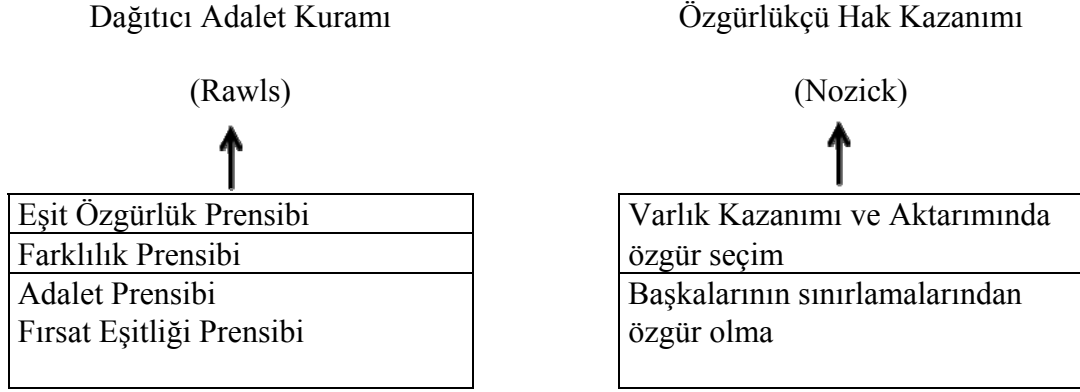 Dağıtıcı Adalet Kuramı
(Rawls)
Eşit Özgürlük Prensibi
Farklılık Prensibi
Adalet Prensibi
Fırsat Eşitliği Prensibi
Özgürlükçü Hak Kazanımı
(Nozick)
Varlık Kazanımı ve Aktarımında
özgür seçim
Başkalarının sınırlamalarından
özgür olma